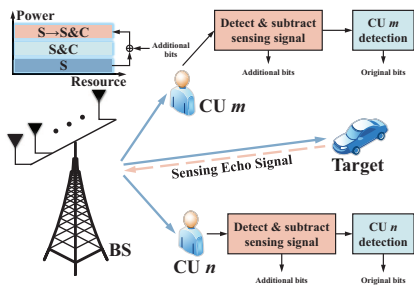 Power
S→S&C
S&C
S
Additional
bits
Resource
Detect & subtract
sensing signal
CU m
detection
Additional bits
Original bits
CU m
Sensing Echo Signal
Target
BS
CU n
Detect & subtract
sensing signal
CU n
detection
Additional bits
Original bits